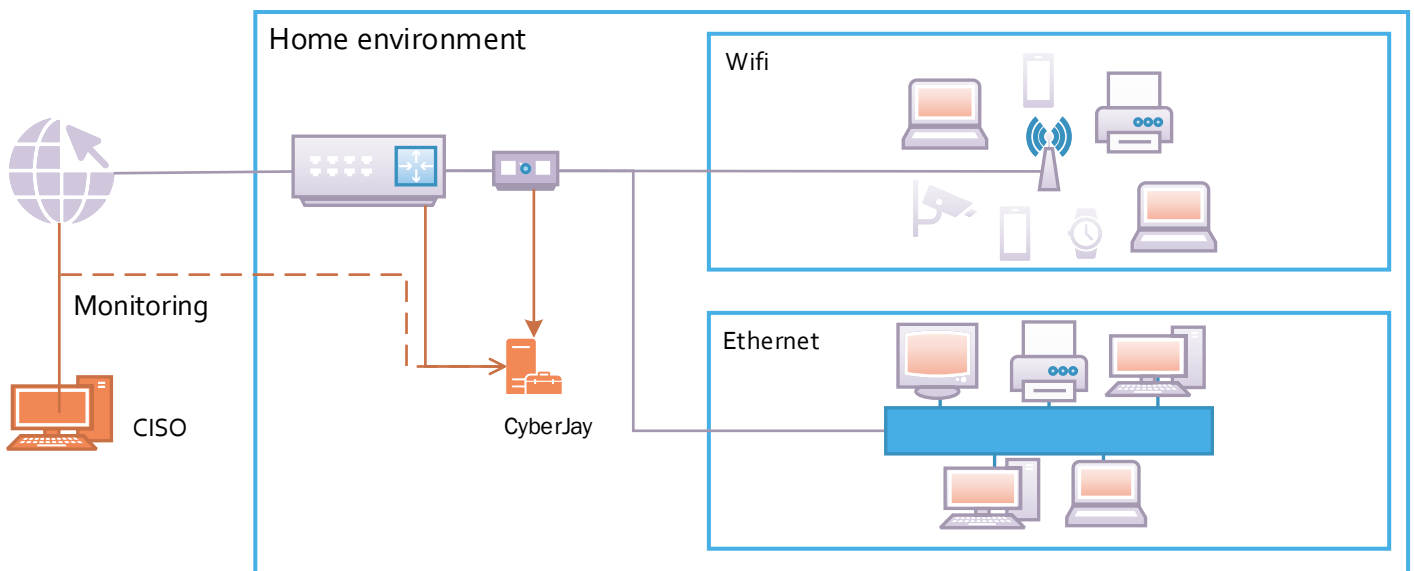 Home environment
Wifi
Monitoring
Ethernet
CISO
CyberJay